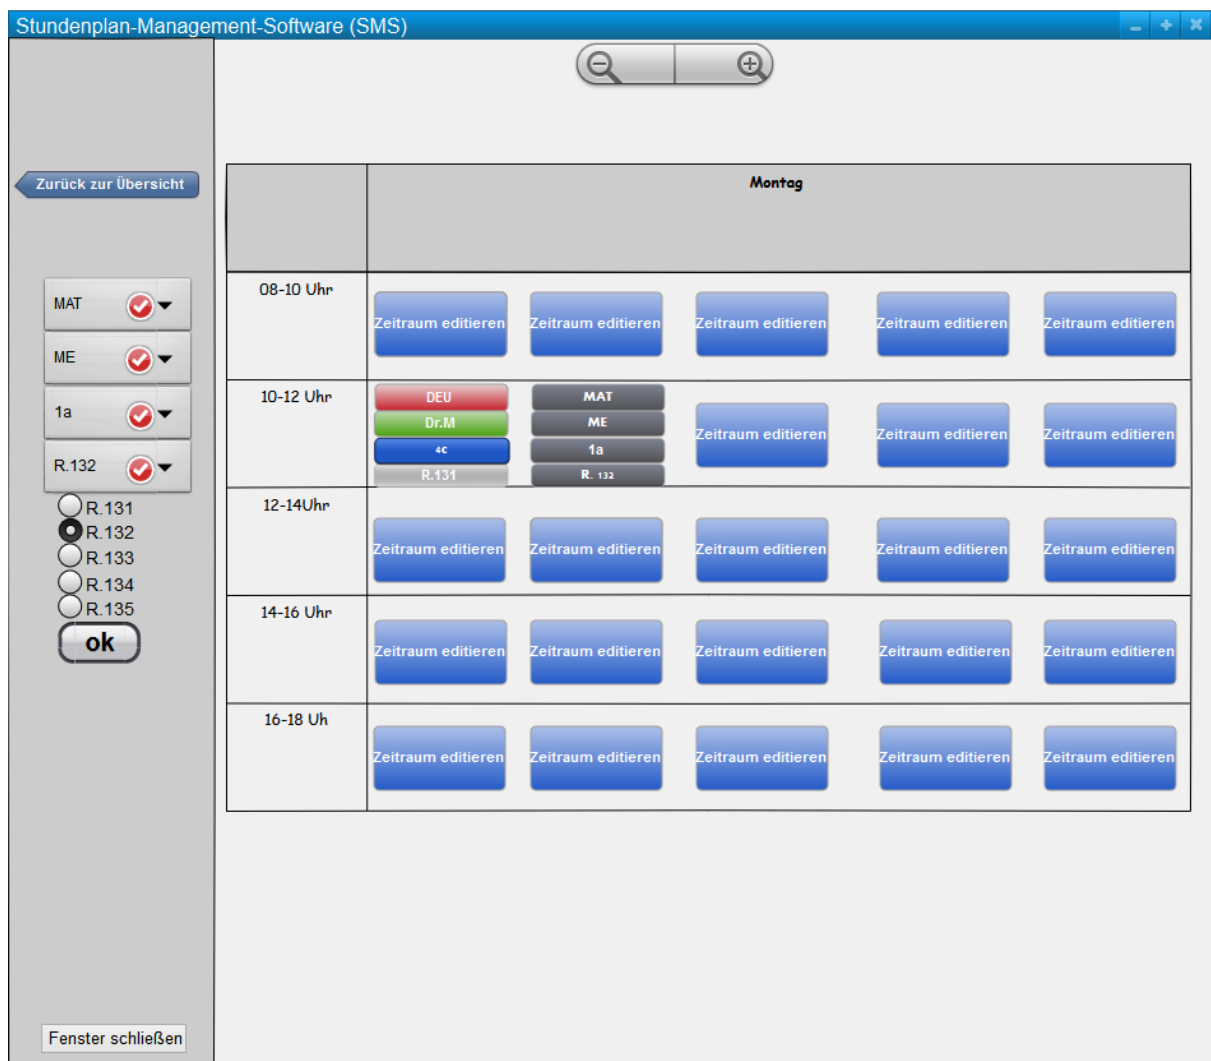 Stundenplan-Management-Software (SMS)
Zurück zur Übersicht
MAT
ME
1a
R.132
R.131
R.132
R.133
R.134
R.135
ok
Fenster schließen
Montag
08-10 Uhr
Zeitraum editieren Zeitraum editieren Zeitraum editieren Zeitraum editieren Zeitraum editieren
10-12 Uhr
DEU
Dr.M
4C
R.131
MAT
ME
1a
R. 132
Zeitraum editieren Zeitraum editieren Zeitraum editieren
12-14Uhr
Zeitraum editieren Zeitraum editieren Zeitraum editieren Zeitraum editieren Zeitraum editieren
14-16 Uhr
Zeitraum editieren Zeitraum editieren Zeitraum editieren Zeitraum editieren Zeitraum editieren
16-18 Uh
Zeitraum editieren Zeitraum editieren Zeitraum editieren Zeitraum editieren Zeitraum editieren